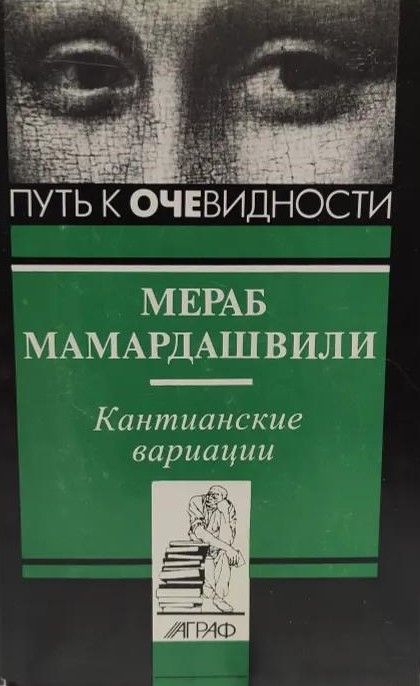 ПУТЬ К ОЧЕВИДНОСТИ
МЕРАБ
МАМАРДАШВИЛИ
Кантианские
вариации
АГРАФ